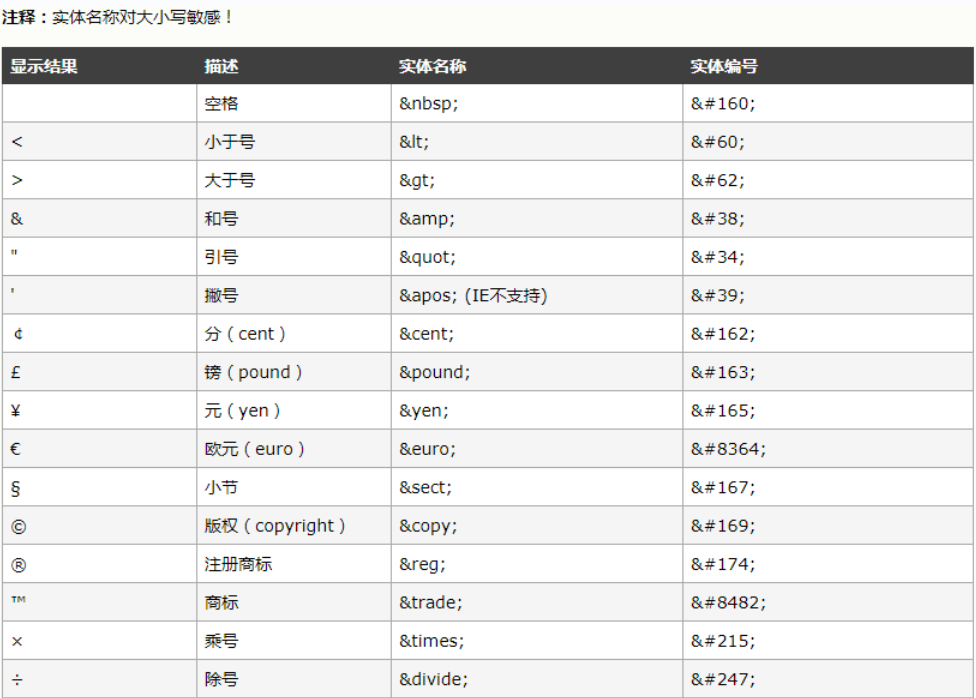 注释：实体名称对大小写敏感！
显示结果 描述 实体名称 实体编号
空格 &nbsp; &#160;
< 小于号 &lt; &#60;
> 大于号 &gt; &#62;
& 和号 &amp; &#38;
" 引号 &quot; &#34;
' 撇号 &apos; (IE不支持) &#39;
￠ 分（cent） &cent; &#162;
£ 镑（pound） &pound; &#163;
¥ 元（yen） &yen; &#165;
€ 欧元（euro） &euro; &#8364;
§ 小节 &sect; &#167;
© 版权（copyright） &copy; &#169;
® 注册商标 &reg; &#174;
™ 商标 &trade; &#8482;
× 乘号 &times; &#215;
÷ 除号 &divide; &#247;